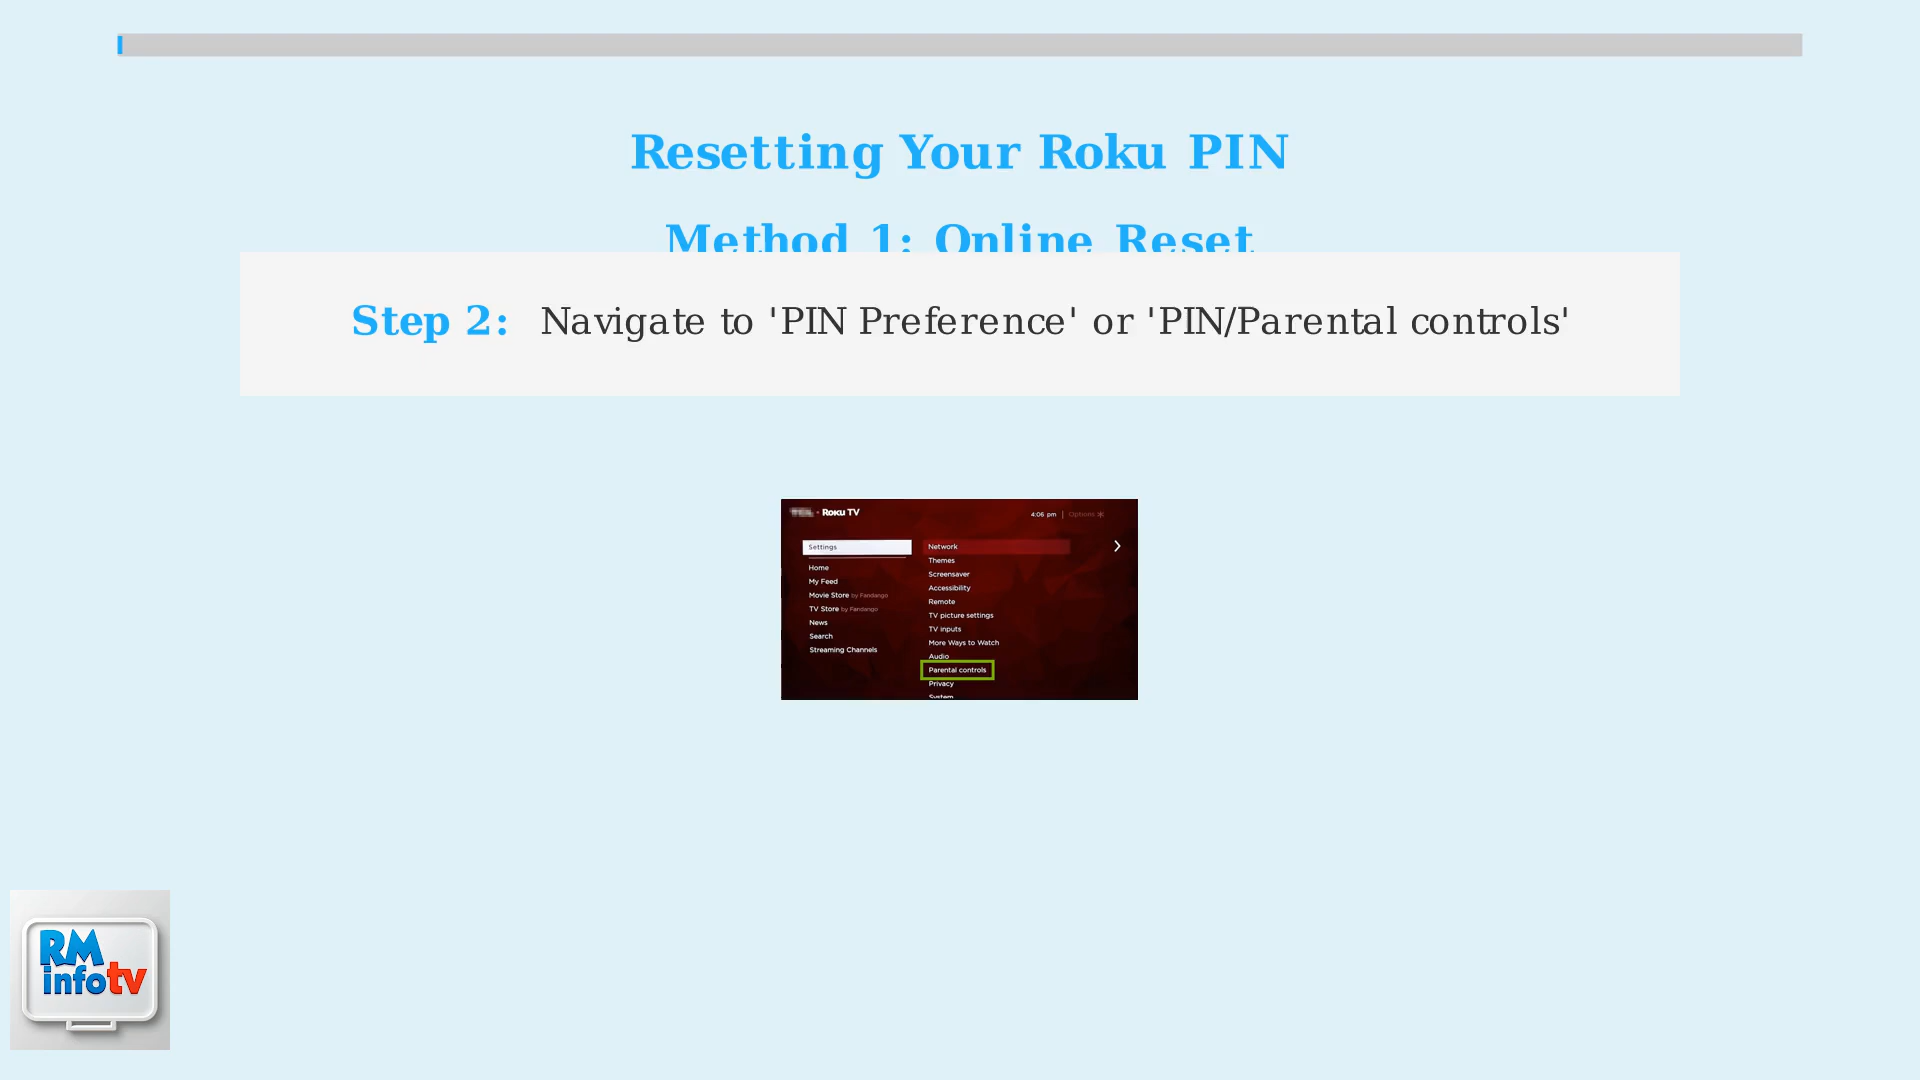 Resetting Your Roku PIN
Method 1: Online Reset
Step 2: Navigate to 'PIN Preference' or 'PIN/Parental controls'
Roku TV
4:06 pm | Options
Settings
Home
My Feed
Movie Store by Fandango
TV Store by Fandango
News
Search
Streaming Channels
Network
Themes
Screensaver
Accessibility
Remote
TV picture settings
TV inputs
More Ways to Watch
Audio
Parental controls
Privacy
System
RM
infotv